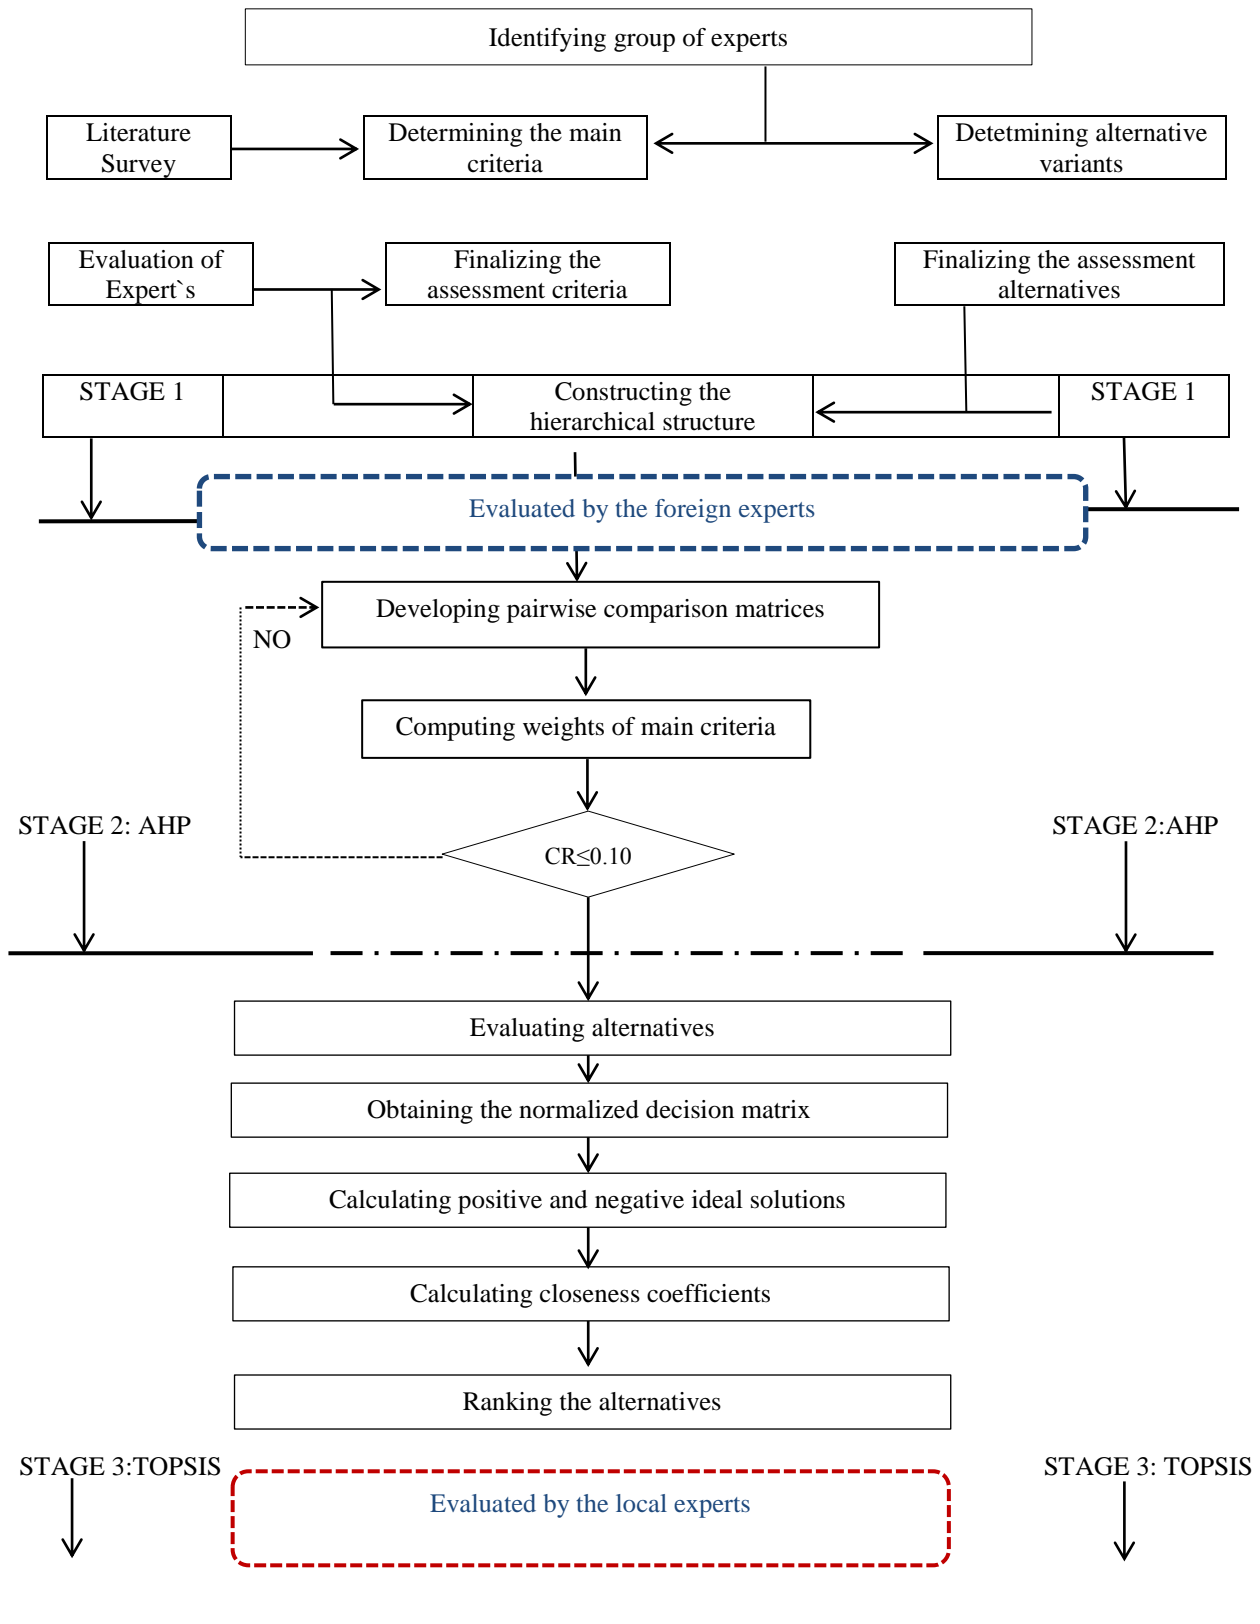 Identifying group of experts
Literature
Survey
Determining the main
criteria
Detetmining alternative
variants
Evaluation of
Expert`s
Finalizing the
assessment criteria
Finalizing the assessment
alternatives
STAGE 1
Constructing the
hierarchical structure
STAGE 1
Evaluated by the foreign experts
Developing pairwise comparison matrices
NO
Computing weights of main criteria
STAGE 2: AHP
STAGE 2:AHP
CR≤0.10
Evaluating alternatives
Obtaining the normalized decision matrix
Calculating positive and negative ideal solutions
Calculating closeness coefficients
Ranking the alternatives
STAGE 3:TOPSIS
STAGE 3: TOPSIS
Evaluated by the local experts